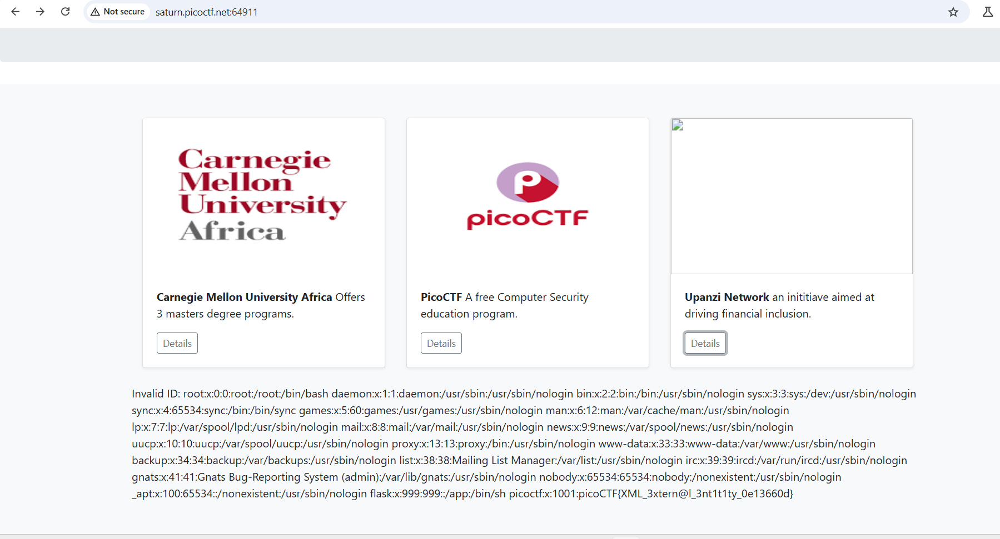 Not secure saturn.picoctf.net:64911
Carnegie
Mellon
University
Africa
P
picoCTF
Carnegie Mellon University Africa Offers
3 masters degree programs.
Details
PicoCTF A free Computer Security
education program.
Details
Upanzi Network an inititiave aimed at
driving financial inclusion.
Details
Invalid ID: root:x:0:0:root:/root:/bin/bash daemon:x:1:1:daemon:/usr/sbin:/usr/sbin/nologin bin:x:2:2:bin:/bin:/usr/sbin/nologin sys:x:3:3:sys:/dev:/usr/sbin/nologin
sync:x:4:65534:sync:/bin:/bin/sync games:x:5:60:games:/usr/games:/usr/sbin/nologin man:x:6:12:man:/var/cache/man:/usr/sbin/nologin
lp:x:7:7:lp:/var/spool/lpd:/usr/sbin/nologin mail:x:8:8:mail:/var/mail:/usr/sbin/nologin news:x:9:9:news:/var/spool/news:/usr/sbin/nologin
uucp:x:10:10:uucp:/var/spool/uucp:/usr/sbin/nologin proxy:x:13:13:proxy:/bin:/usr/sbin/nologin www-data:x:33:33:www-data:/var/www:/usr/sbin/nologin
backup:x:34:34:backup:/var/backups:/usr/sbin/nologin list:x:38:38:Mailing List Manager:/var/list:/usr/sbin/nologin irc:x:39:39:ircd:/var/run/ircd:/usr/sbin/nologin
gnats:x:41:41:Gnats Bug-Reporting System (admin):/var/lib/gnats:/usr/sbin/nologin nobody:x:65534:65534:nobody:/nonexistent:/usr/sbin/nologin
_apt:x:100:65534::/nonexistent:/usr/sbin/nologin flask:x:999:999::/app:/bin/sh picoctf:x:1001:picoCTF{XML_3xtern@l_3nt1t1ty_0e13660d}